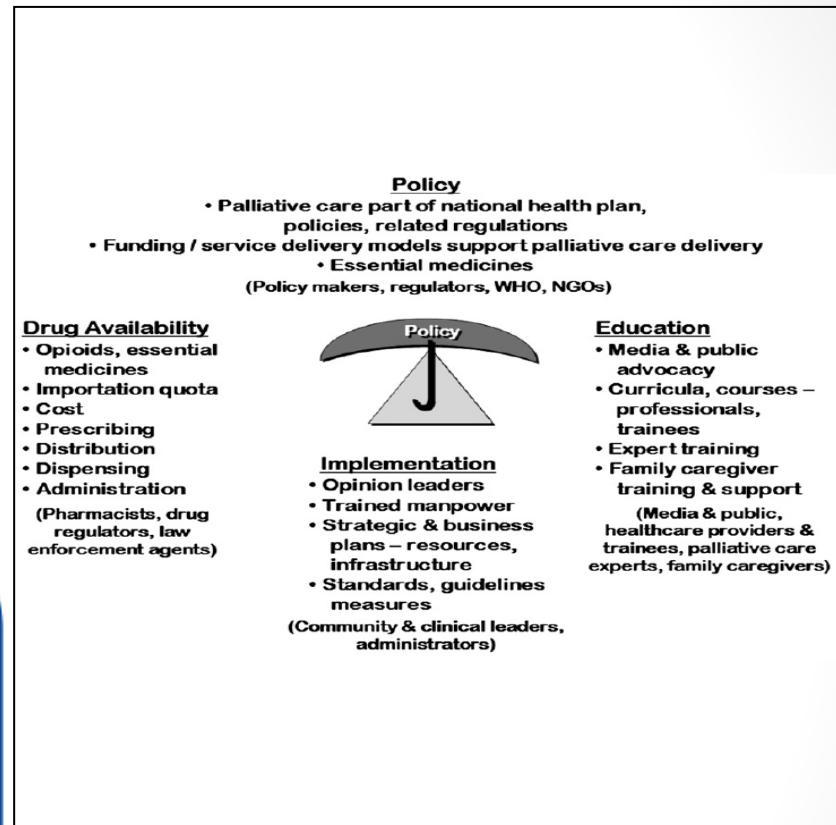 Policy
• Palliative care part of national health plan,
policies, related regulations
• Funding / service delivery models support palliative care delivery
• Essential medicines
(Policy makers, regulators, WHO, NGOs)
Drug Availability
• Opioids, essential
medicines
• Importation quota
• Cost
• Prescribing
• Distribution
• Dispensing
• Administration
(Pharmacists, drug
regulators, law
enforcement agents)
Policy
Implementation
• Opinion leaders
• Trained manpower
• Strategic & business
plans – resources,
infrastructure
• Standards, guidelines
measures
(Community & clinical leaders,
administrators)
Education
• Media & public
advocacy
• Curricula, courses –
professionals,
trainees
• Expert training
• Family caregiver
training & support
(Media & public,
healthcare providers &
trainees, palliative care
experts, family caregivers)